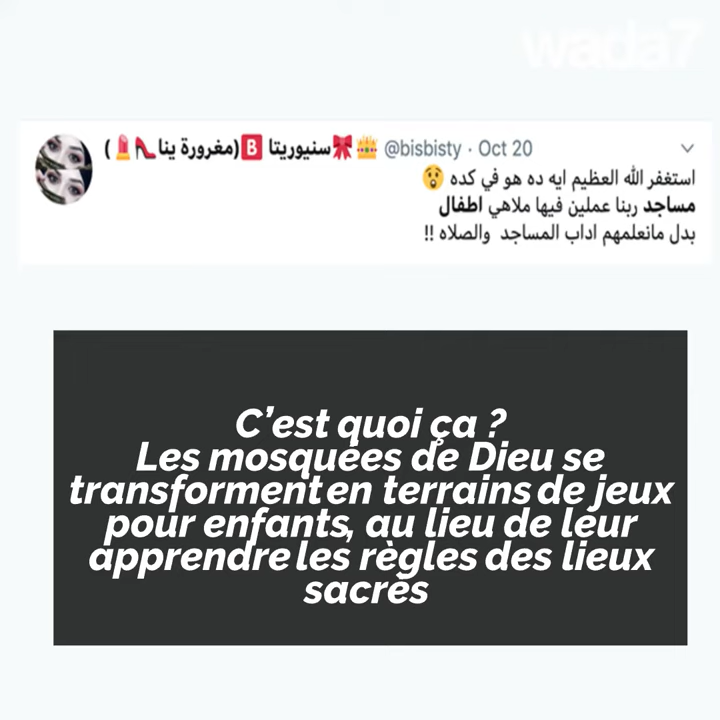 wada7
سنيوريتا 🅱(مغرورة ينا👠💄) @bisbisty · Oct 20
استغفر الله العظيم ايه ده هو في كده 😲
مساجد ربنا عملين فيها ملاهي اطفال
بدل مانعلمهم اداب المساجد والصلاه !!
C’est quoi ça ?
Les mosquées de Dieu se
transforment en terrains de jeux
pour enfants, au lieu de leur
apprendre les règles des lieux
sacrés